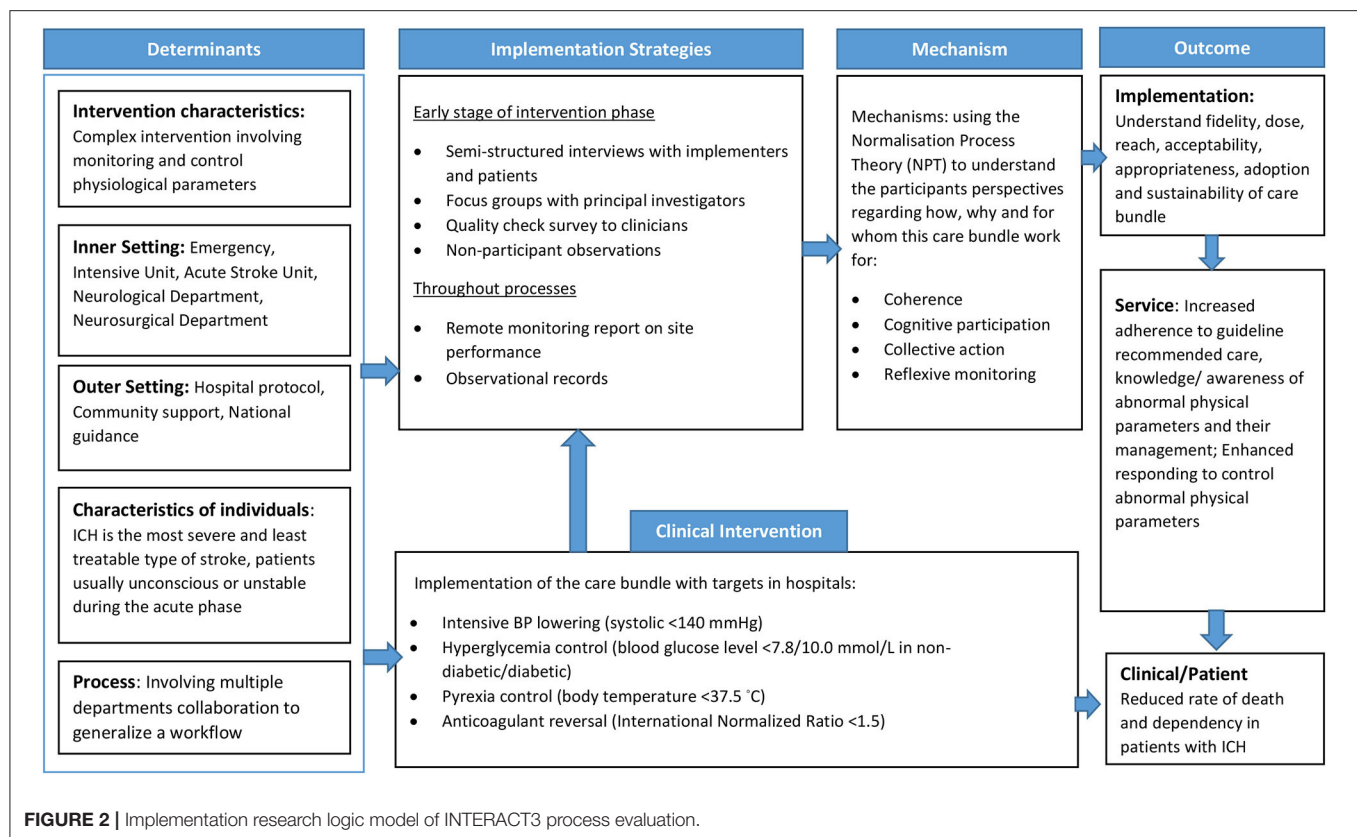 Determinants
Intervention characteristics:
Complex intervention involving
monitoring and control
physiological parameters
Inner Setting: Emergency,
Intensive Unit, Acute Stroke Unit,
Neurological Department,
Neurosurgical Department
Outer Setting: Hospital protocol,
Community support, National
guidance
Characteristics of individuals:
ICH is the most severe and least
treatable type of stroke, patients
usually unconscious or unstable
during the acute phase
Process: Involving multiple
departments collaboration to
generalize a workflow
Implementation Strategies
Early stage of intervention phase
• Semi-structured interviews with implementers
and patients
• Focus groups with principal investigators
• Quality check survey to clinicians
• Non-participant observations
Throughout processes
• Remote monitoring report on site
performance
• Observational records
Clinical Intervention
Implementation of the care bundle with targets in hospitals:
• Intensive BP lowering (systolic <140 mmHg)
• Hyperglycemia control (blood glucose level <7.8/10.0 mmol/L in non-
diabetic/diabetic)
• Pyrexia control (body temperature <37.5 °C)
• Anticoagulant reversal (International Normalized Ratio <1.5)
Mechanism
Mechanisms: using the
Normalisation Process
Theory (NPT) to understand
the participants perspectives
regarding how, why and for
whom this care bundle work
for:
• Coherence
• Cognitive participation
• Collective action
• Reflexive monitoring
Outcome
Implementation:
Understand fidelity, dose,
reach, acceptability,
appropriateness, adoption
and sustainability of care
bundle
Service: Increased
adherence to guideline
recommended care,
knowledge/ awareness of
abnormal physical
parameters and their
management; Enhanced
responding to control
abnormal physical
parameters
Clinical/Patient
Reduced rate of death
and dependency in
patients with ICH
FIGURE 2 | Implementation research logic model of INTERACT3 process evaluation.